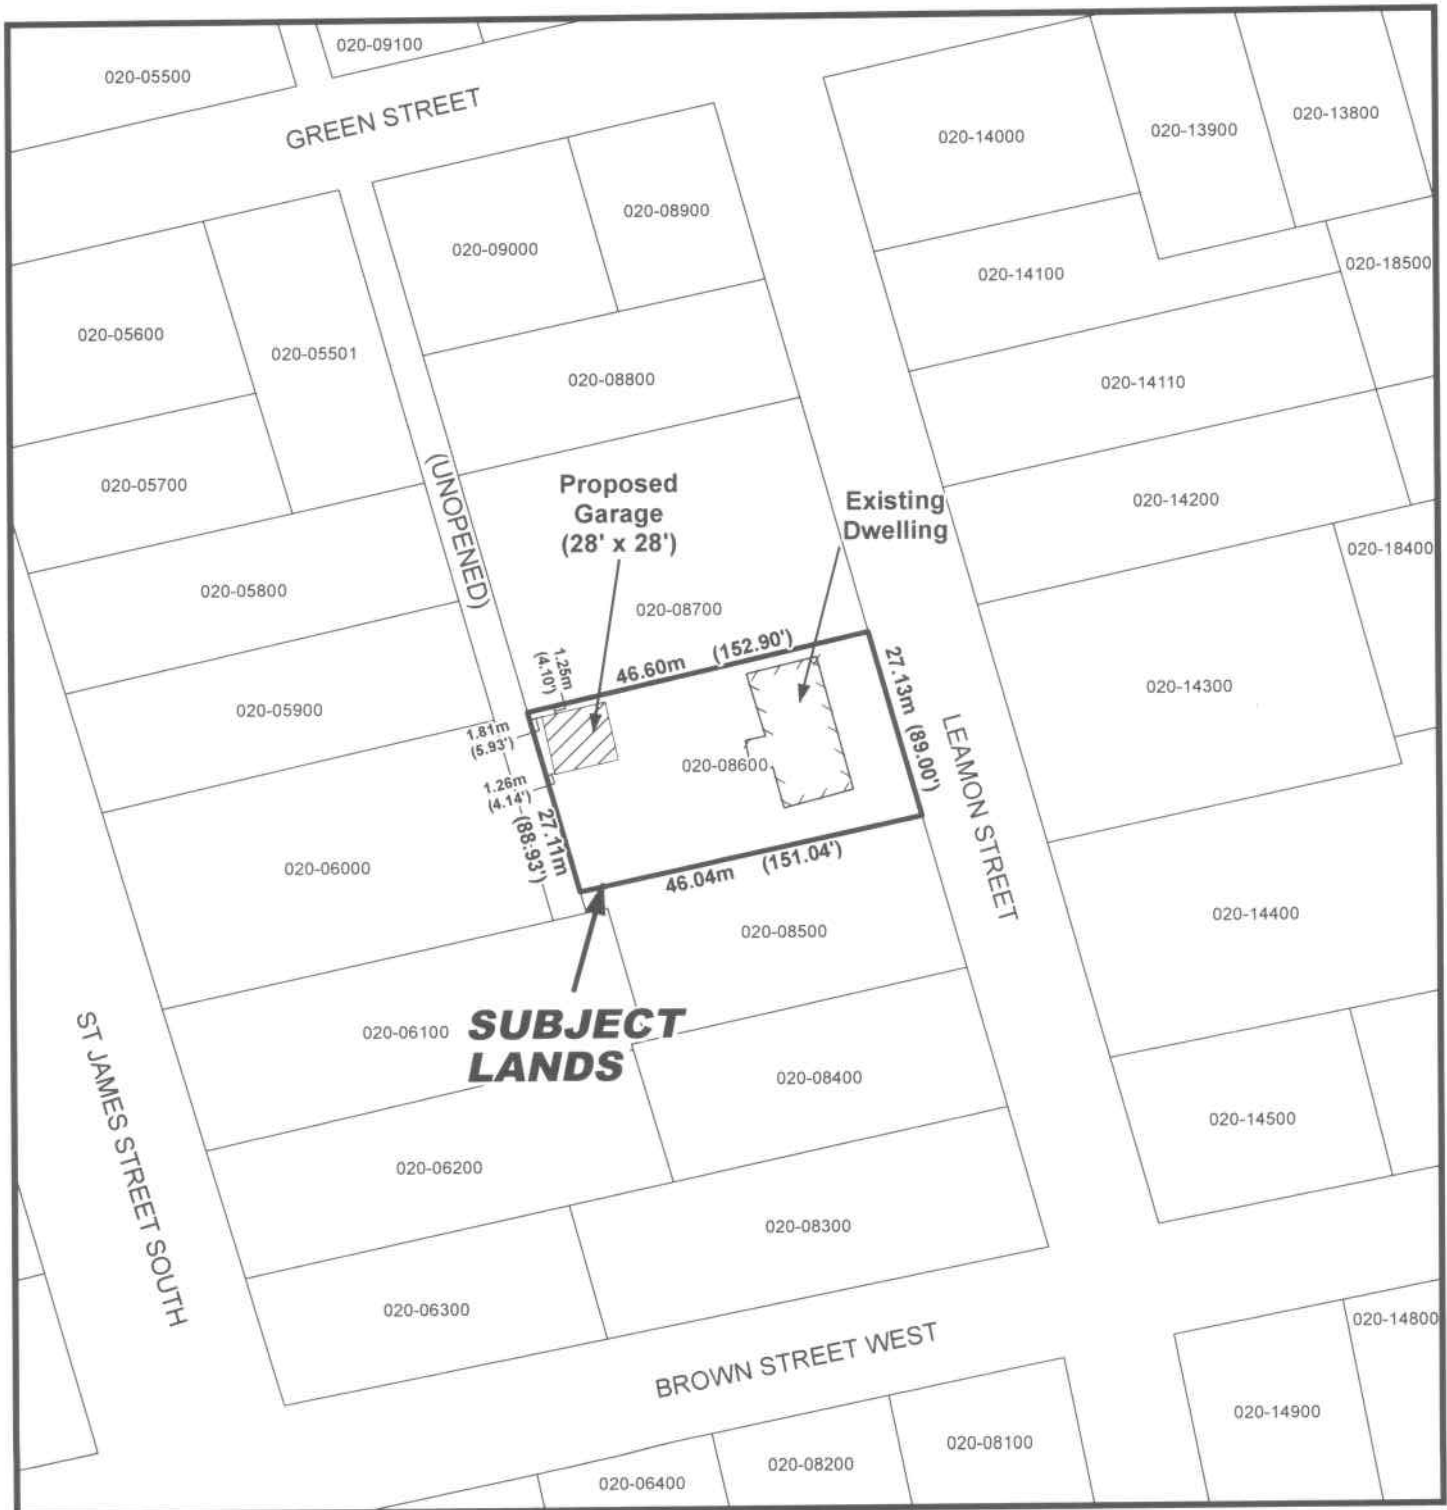 020-09100
020-05500
GREEN STREET
020-13800
020-13900
020-14000
020-08900
020-09000
020-18500
020-14100
020-05600
020-05501
020-08800
020-14110
(UNOPENED)
020-05700
Proposed
Garage
(28' x 28')
Existing
Dwelling
020-14200
020-18400
020-05800
020-08700
46.60m (152.90')
1.25m
(4.10')
27.13m (89.00')
020-14300
020-05900
1.81m
(5.93')
020-08600
LEAMON STREET
1.26m
(4.14')
27.11m
(88.93')
020-06000
46.04m (151.04')
020-14400
020-08500
SUBJECT
LANDS
020-06100
020-08400
ST JAMES STREET SOUTH
020-14500
020-06200
020-08300
020-06300
020-14800
BROWN STREET WEST
020-14900
020-08100
020-08200
020-06400